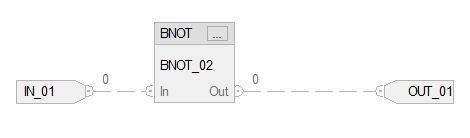 BNOT ...
BNOT_02
0
0
IN_01
In
Out
OUT_01